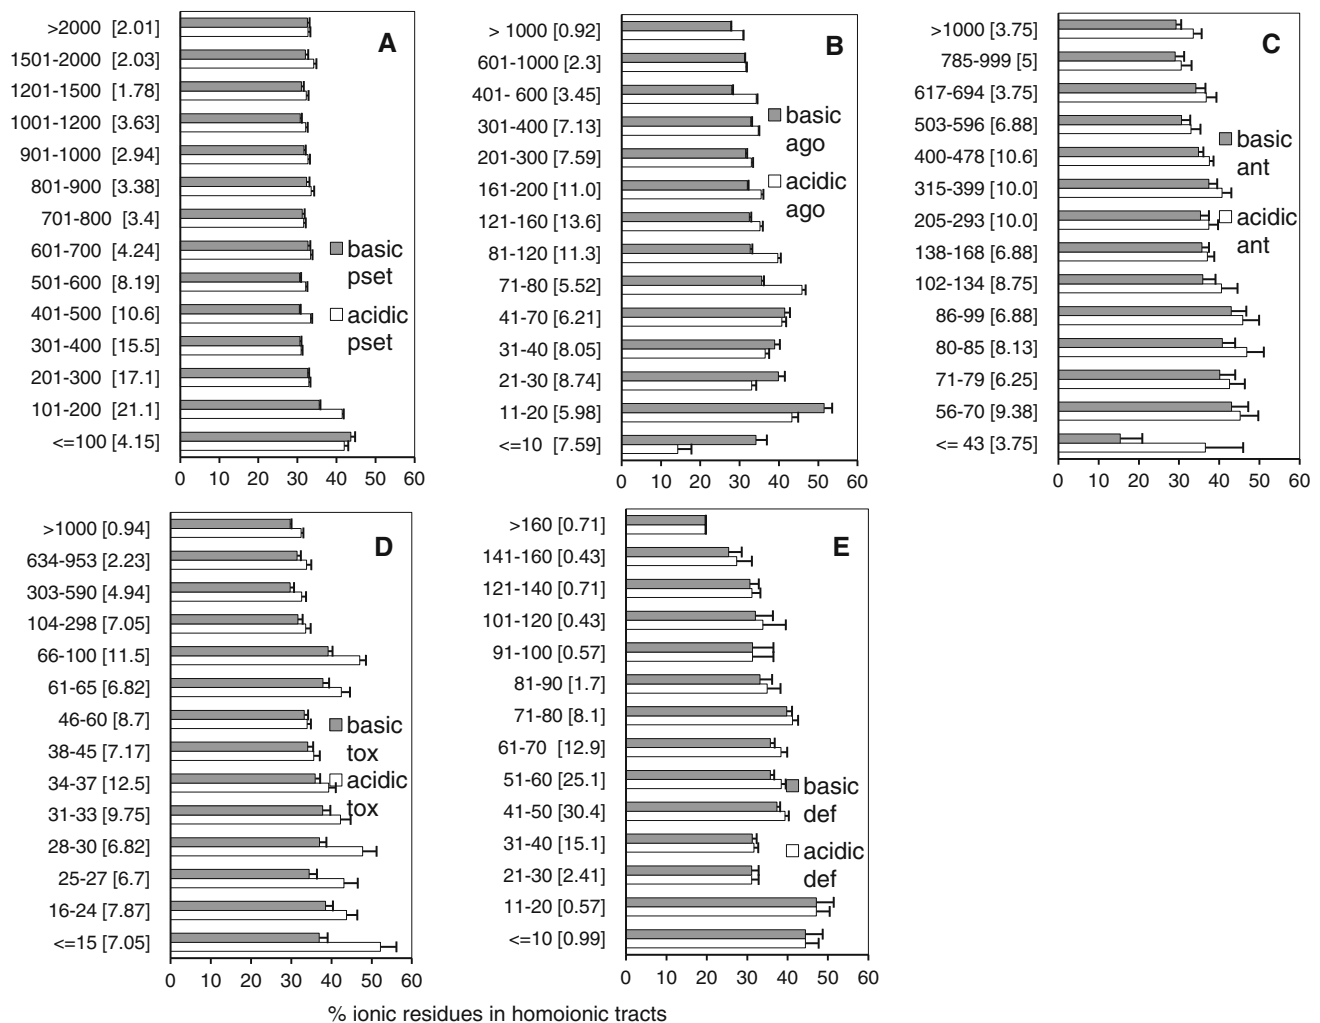 A
>2000 [2.01]
1501-2000 [2.03]
1201-1500 [1.78]
1001-1200 [3.63]
901-1000 [2.94]
801-900 [3.38]
701-800 [3.4]
601-700 [4.24]
501-600 [8.19]
401-500 [10.6]
301-400 [15.5]
201-300 [17.1]
101-200 [21.1]
<=100 [4.15]
basic
pset
acidic
pset
0 10 20 30 40 50 60
B
> 1000 [0.92]
601-1000 [2.3]
401- 600 [3.45]
301-400 [7.13]
201-300 [7.59]
161-200 [11.0]
121-160 [13.6]
81-120 [11.3]
71-80 [5.52]
41-70 [6.21]
31-40 [8.05]
21-30 [8.74]
11-20 [5.98]
<=10 [7.59]
basic
ago
acidic
ago
0 10 20 30 40 50 60
C
>1000 [3.75]
785-999 [5]
617-694 [3.75]
503-596 [6.88]
400-478 [10.6]
315-399 [10.0]
205-293 [10.0]
138-168 [6.88]
102-134 [8.75]
86-99 [6.88]
80-85 [8.13]
71-79 [6.25]
56-70 [9.38]
<= 43 [3.75]
basic
ant
acidic
ant
0 10 20 30 40 50 60
D
>1000 [0.94]
634-953 [2.23]
303-590 [4.94]
104-298 [7.05]
66-100 [11.5]
61-65 [6.82]
46-60 [8.7]
38-45 [7.17]
34-37 [12.5]
31-33 [9.75]
28-30 [6.82]
25-27 [6.7]
16-24 [7.87]
<=15 [7.05]
basic
tox
acidic
tox
0 10 20 30 40 50 60
E
>160 [0.71]
141-160 [0.43]
121-140 [0.71]
101-120 [0.43]
91-100 [0.57]
81-90 [1.7]
71-80 [8.1]
61-70 [12.9]
51-60 [25.1]
41-50 [30.4]
31-40 [15.1]
21-30 [2.41]
11-20 [0.57]
<=10 [0.99]
basic
def
acidic
def
0 10 20 30 40 50 60
% ionic residues in homoionic tracts